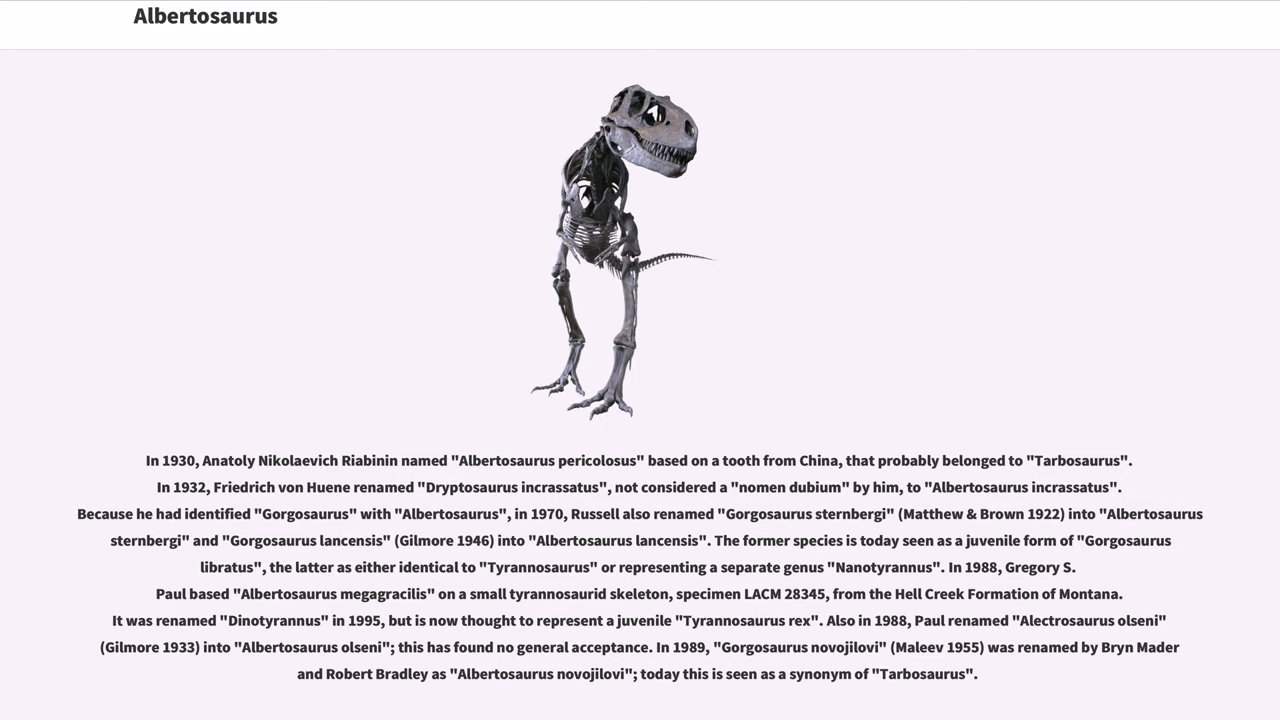 Albertosaurus
In 1930, Anatoly Nikolaevich Riabinin named "Albertosaurus pericolosus" based on a tooth from China, that probably belonged to "Tarbosaurus".
In 1932, Friedrich von Huene renamed "Dryptosaurus incrassatus", not considered a "nomen dubium" by him, to "Albertosaurus incrassatus".
Because he had identified "Gorgosaurus" with "Albertosaurus", in 1970, Russell also renamed "Gorgosaurus sternbergi" (Matthew & Brown 1922) into "Albertosaurus
sternbergi" and "Gorgosaurus lancensis" (Gilmore 1946) into "Albertosaurus lancensis". The former species is today seen as a juvenile form of "Gorgosaurus
libratus", the latter as either identical to "Tyrannosaurus" or representing a separate genus "Nanotyrannus". In 1988, Gregory S.
Paul based "Albertosaurus megagracilis" on a small tyrannosaurid skeleton, specimen LACM 28345, from the Hell Creek Formation of Montana.
It was renamed "Dinotyrannus" in 1995, but is now thought to represent a juvenile "Tyrannosaurus rex". Also in 1988, Paul renamed "Alectrosaurus olseni"
(Gilmore 1933) into "Albertosaurus olseni"; this has found no general acceptance. In 1989, "Gorgosaurus novojilovi" (Maleev 1955) was renamed by Bryn Mader
and Robert Bradley as "Albertosaurus novojilovi"; today this is seen as a synonym of "Tarbosaurus".